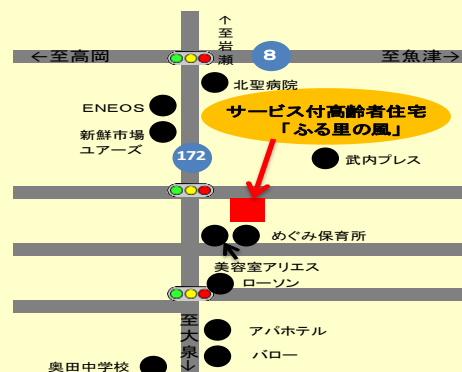 ↑至岩瀬
←至高岡
8
至魚津→
北聖病院
ENEOS
サービス付高齢者住宅
「ふる里の風」
新鮮市場
ユアーズ
172
武内プレス
めぐみ保育所
美容室アリエス
ローソン
至大泉↓
アパホテル
バロー
奥田中学校